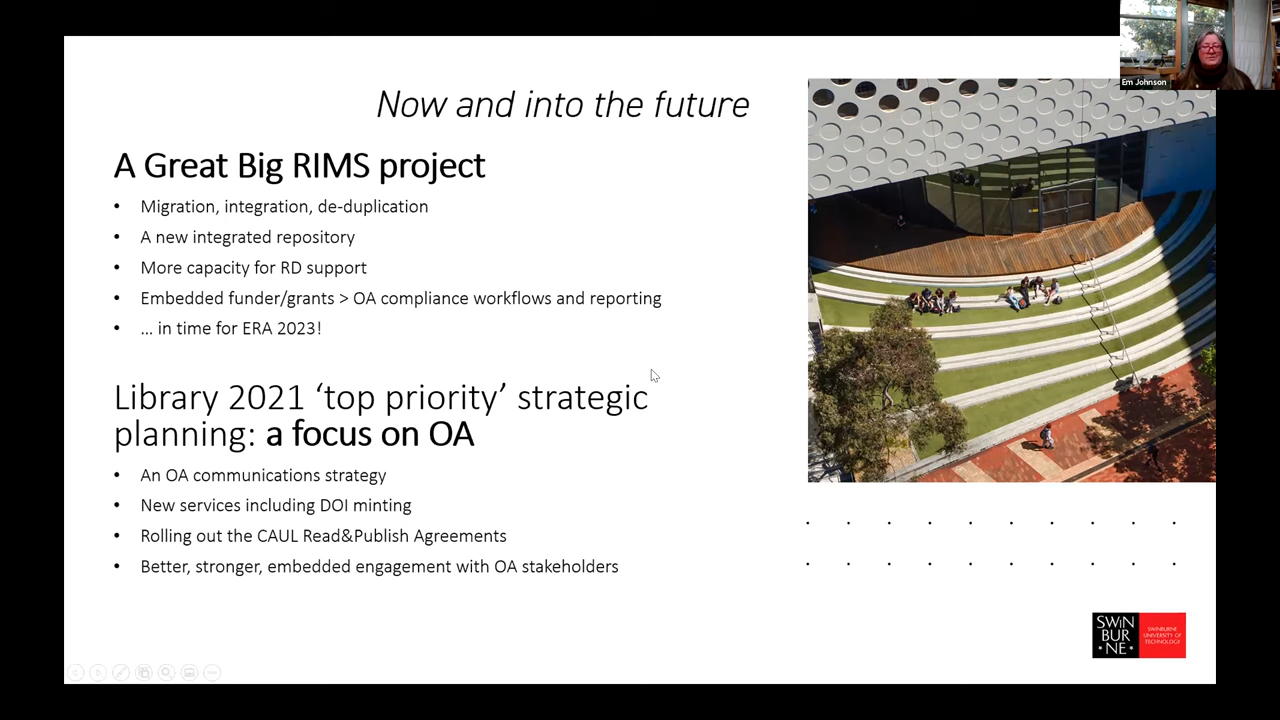 Em Johnson
Now and into the future
A Great Big RIMS project
• Migration, integration, de-duplication
• A new integrated repository
• More capacity for RD support
• Embedded funder/grants > OA compliance workflows and reporting
• ... in time for ERA 2023!
Library 2021 ‘top priority’ strategic
planning: a focus on OA
• An OA communications strategy
• New services including DOI minting
• Rolling out the CAUL Read&Publish Agreements
• Better, stronger, embedded engagement with OA stakeholders
SWIN
BUR
*NE*
SWINBURNE
UNIVERSITY OF
TECHNOLOGY